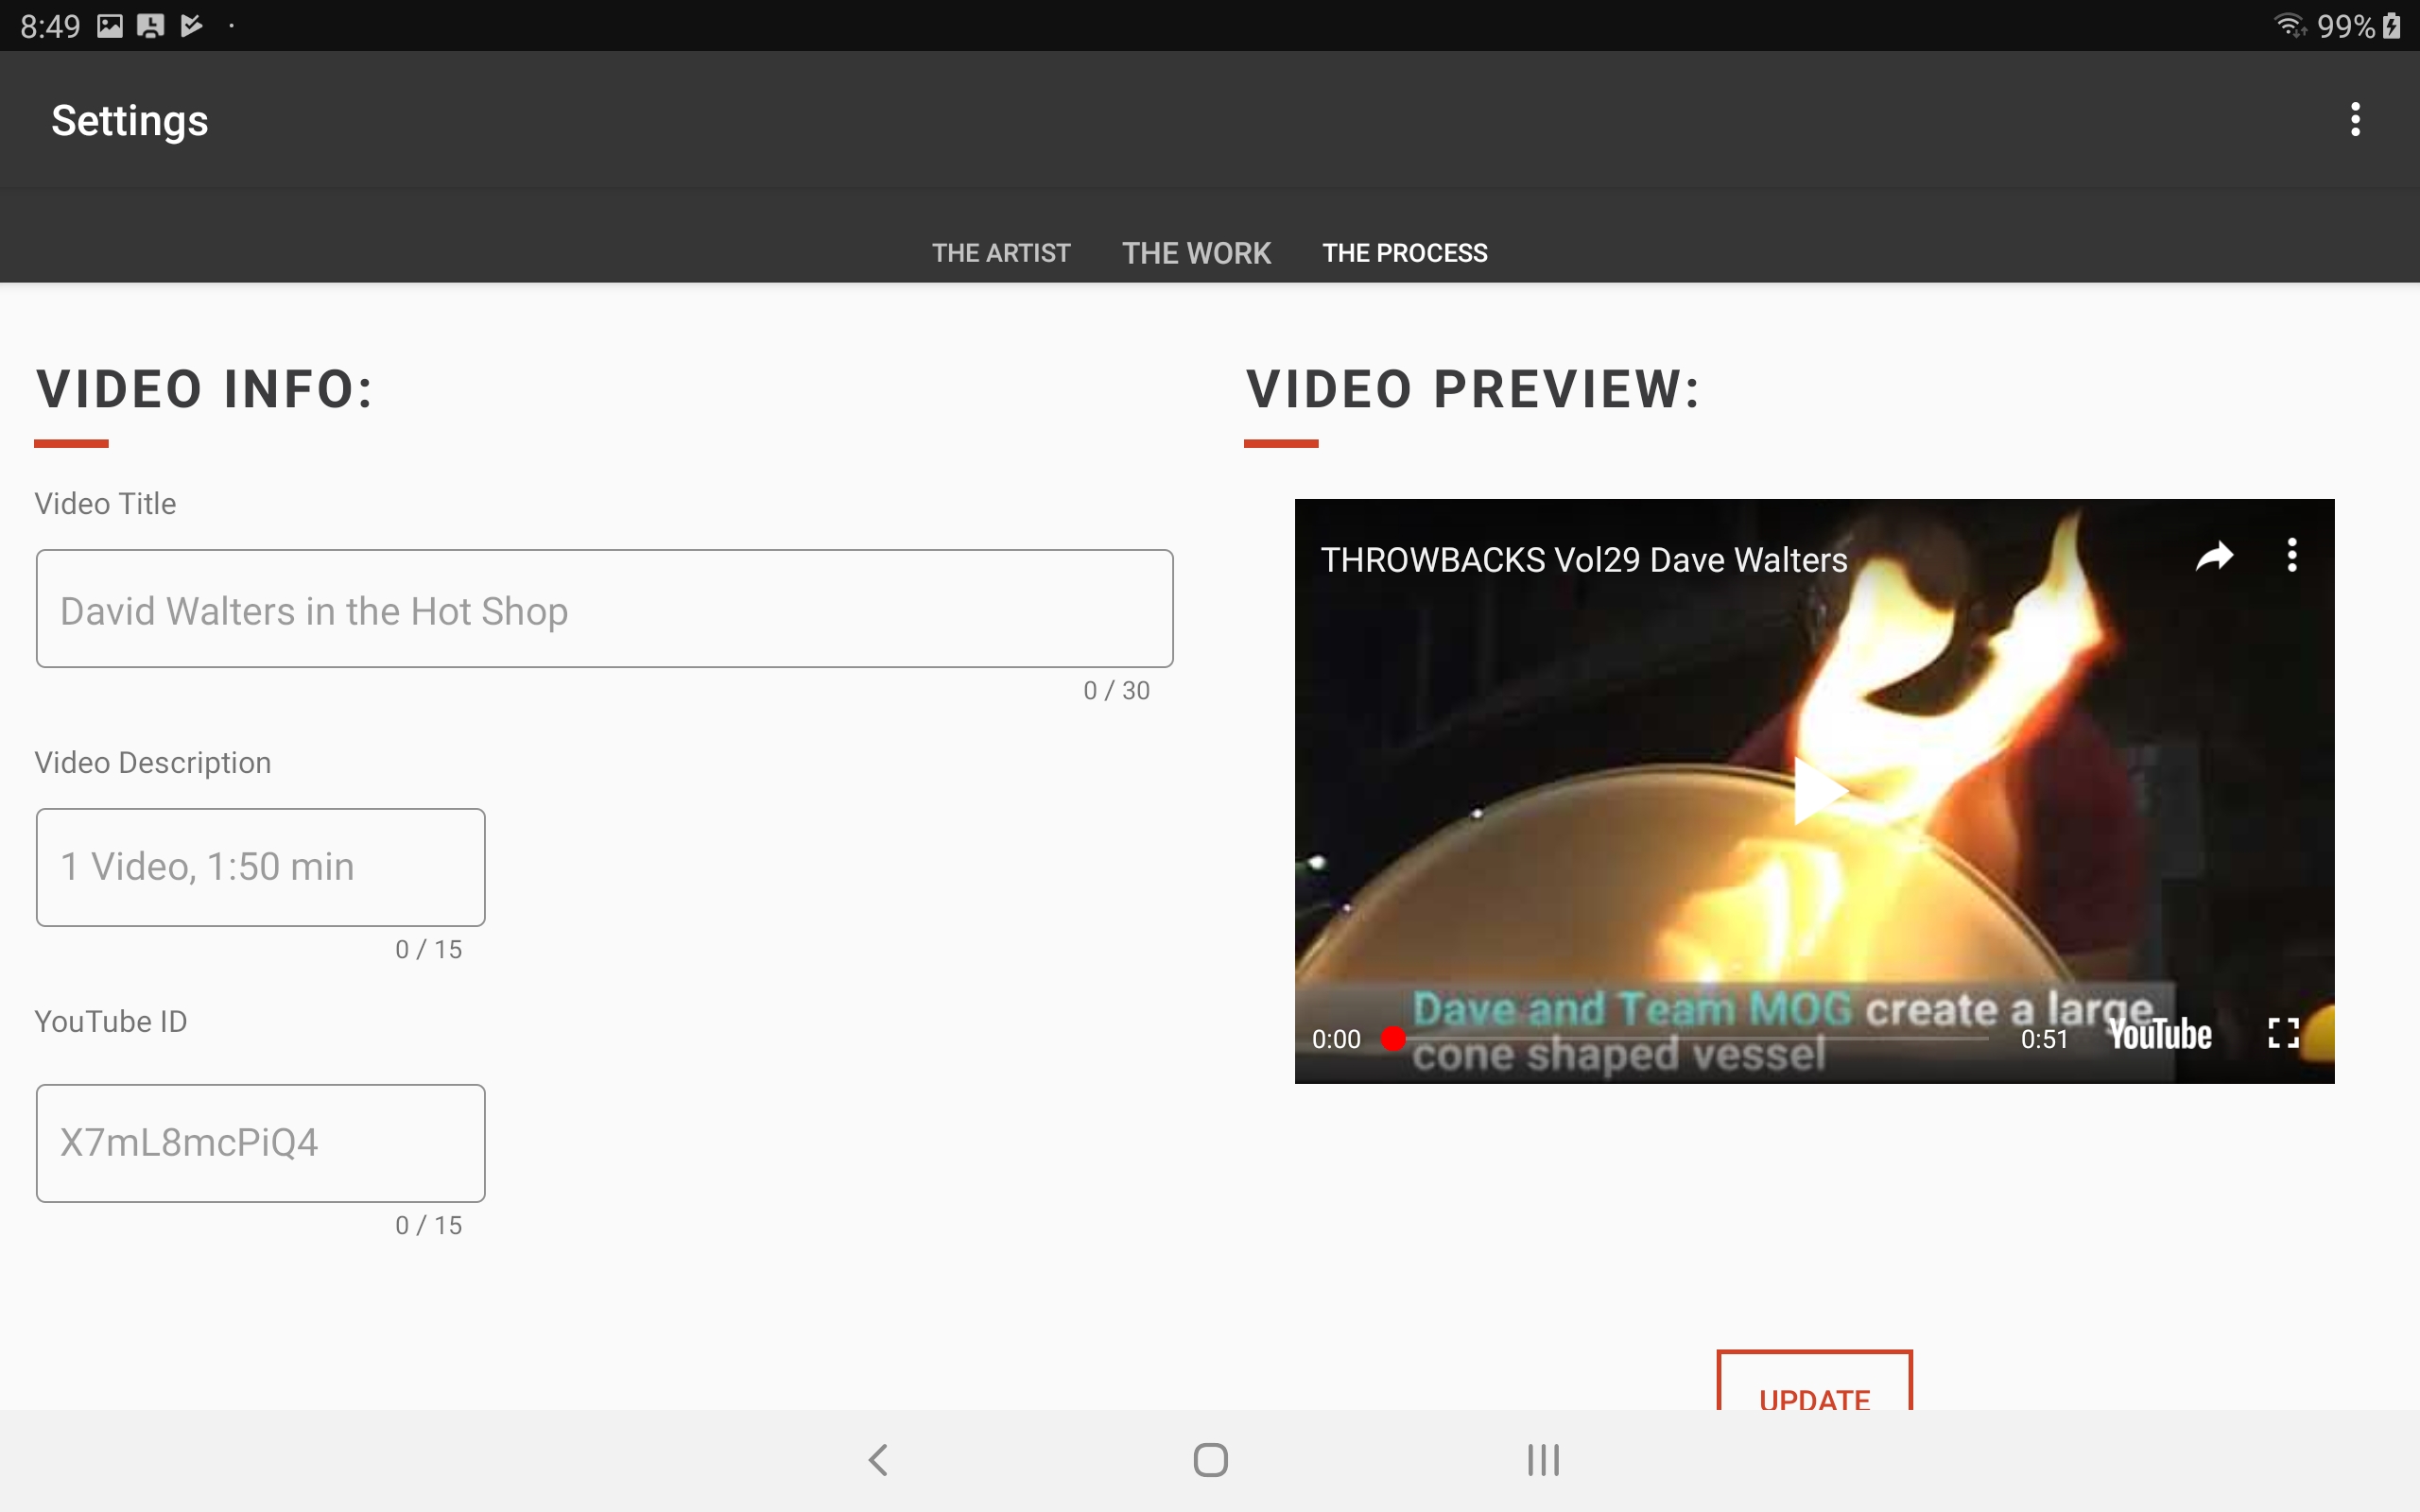 8:49
99%
Settings
THE ARTIST THE WORK THE PROCESS
VIDEO INFO:
Video Title
David Walters in the Hot Shop
0 / 30
Video Description
1 Video, 1:50 min
0 / 15
YouTube ID
X7mL8mcPiQ4
0 / 15
VIDEO PREVIEW:
THROWBACKS Vol29 Dave Walters
Dave and Team MOG create a large
cone shaped vessel
0:00
0:51
YouTube
UPDATE